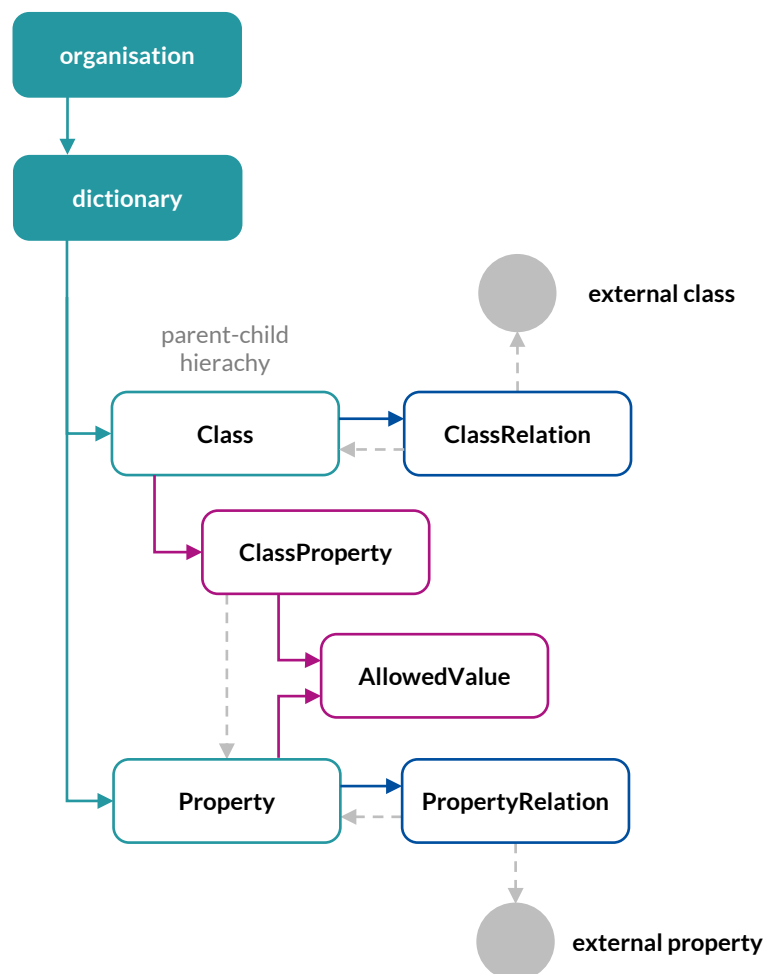 organisation
dictionary
external class
parent-child
hierachy
Class
ClassRelation
ClassProperty
AllowedValue
Property
PropertyRelation
external property